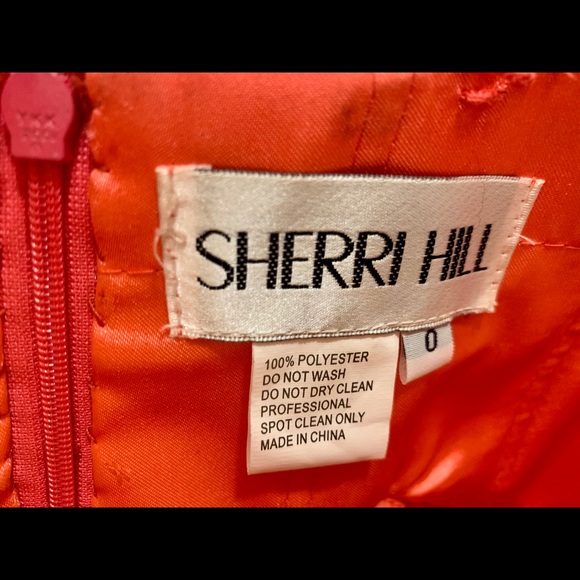 YKK
SHERRI HILL
0
100% POLYESTER
DO NOT WASH
DO NOT DRY CLEAN
PROFESSIONAL
SPOT CLEAN ONLY
MADE IN CHINA